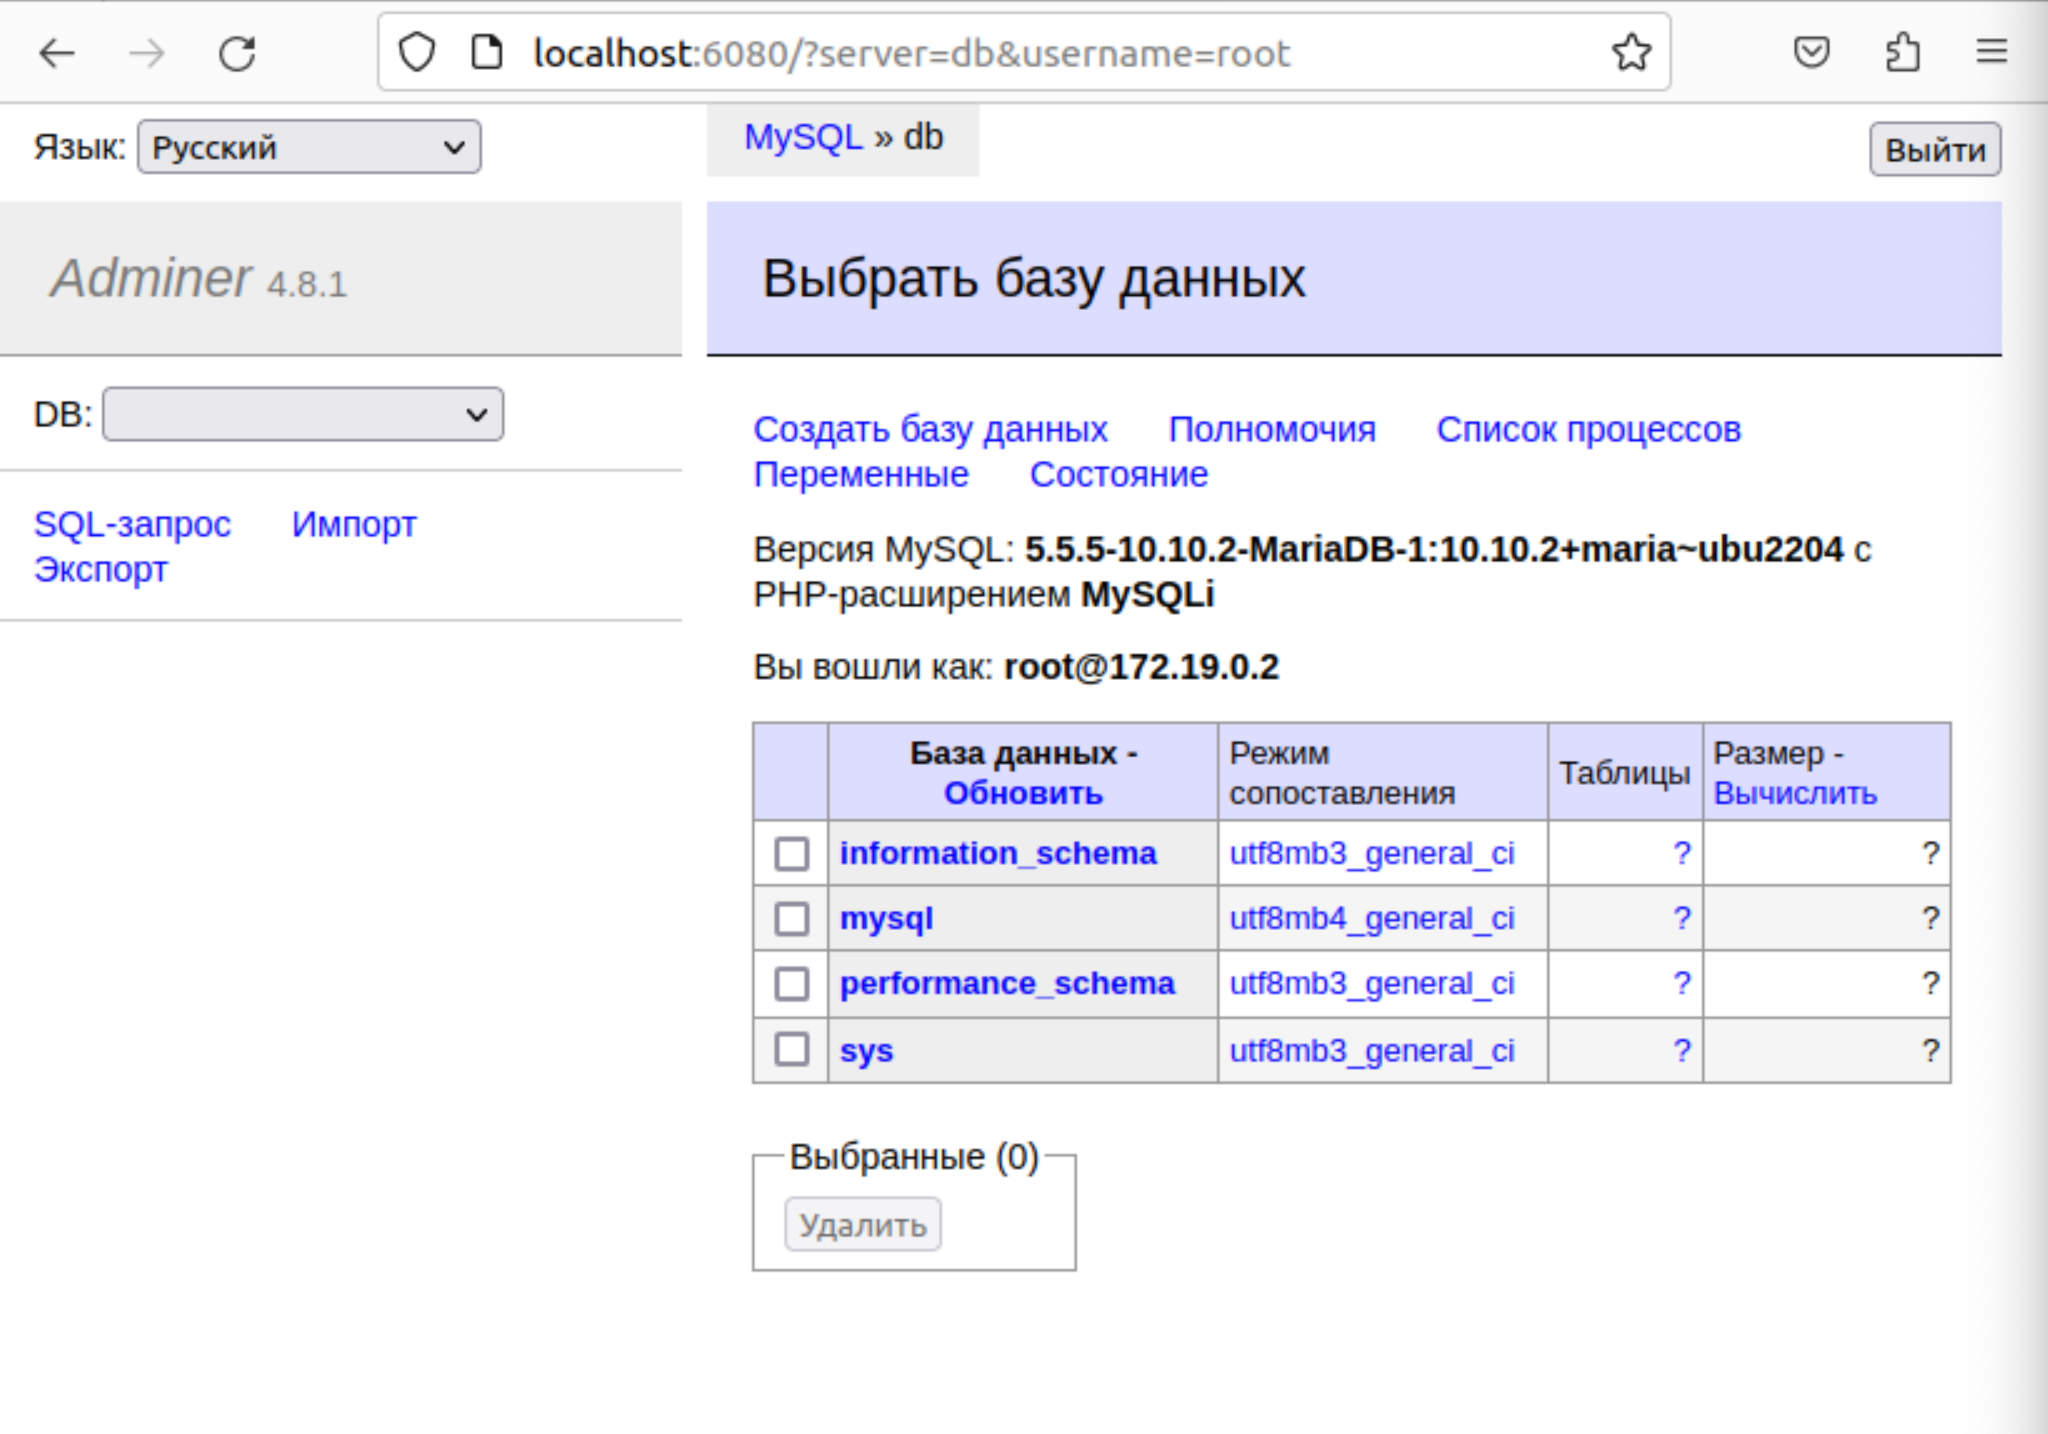 localhost:6080/?server=db&username=root
Язык: Русский
MySQL » db
Выйти
Adminer 4.8.1
Выбрать базу данных
DB:
SQL-запрос Импорт
Экспорт
Создать базу данных Полномочия Список процессов
Переменные Состояние
Версия MySQL: 5.5.5-10.10.2-MariaDB-1:10.10.2+maria~ubu2204 с
PHP-расширением MySQLi
Вы вошли как: root@172.19.0.2
База данных - Обновить Режим сопоставления Таблицы Размер - Вычислить
information_schema utf8mb3_general_ci ? ?
mysql utf8mb4_general_ci ? ?
performance_schema utf8mb3_general_ci ? ?
sys utf8mb3_general_ci ? ?
Выбранные (0)
Удалить